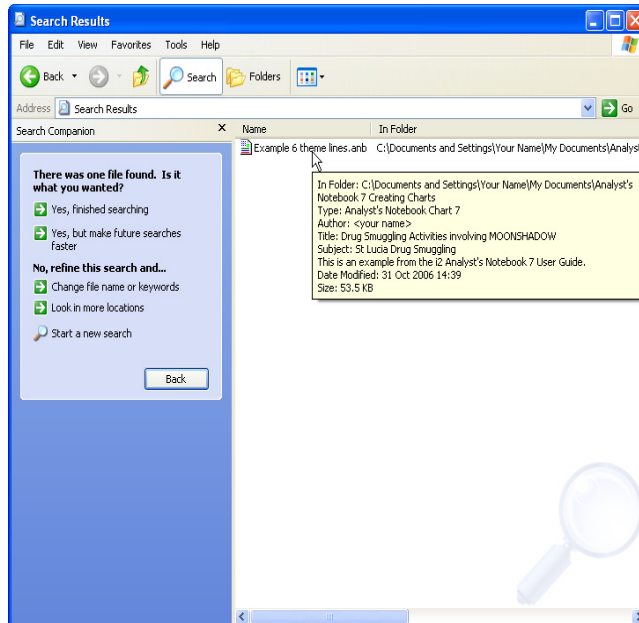 Search Results
File Edit View Favorites Tools Help
Back Search Folders
Address Search Results Go
Search Companion X
Name In Folder
Example 6 theme lines.anb C:\Documents and Settings\Your Name\My Documents\Analyst
There was one file found. Is it
what you wanted?
Yes, finished searching
Yes, but make future searches
faster
No, refine this search and...
Change file name or keywords
Look in more locations
Start a new search
Back
In Folder: C:\Documents and Settings\Your Name\My Documents\Analyst's
Notebook 7 Creating Charts
Type: Analyst's Notebook Chart 7
Author: <your name>
Title: Drug Smuggling Activities involving MOONSHADOW
Subject: St Lucia Drug Smuggling
This is an example from the i2 Analyst's Notebook 7 User Guide.
Date Modified: 31 Oct 2006 14:39
Size: 53.5 KB